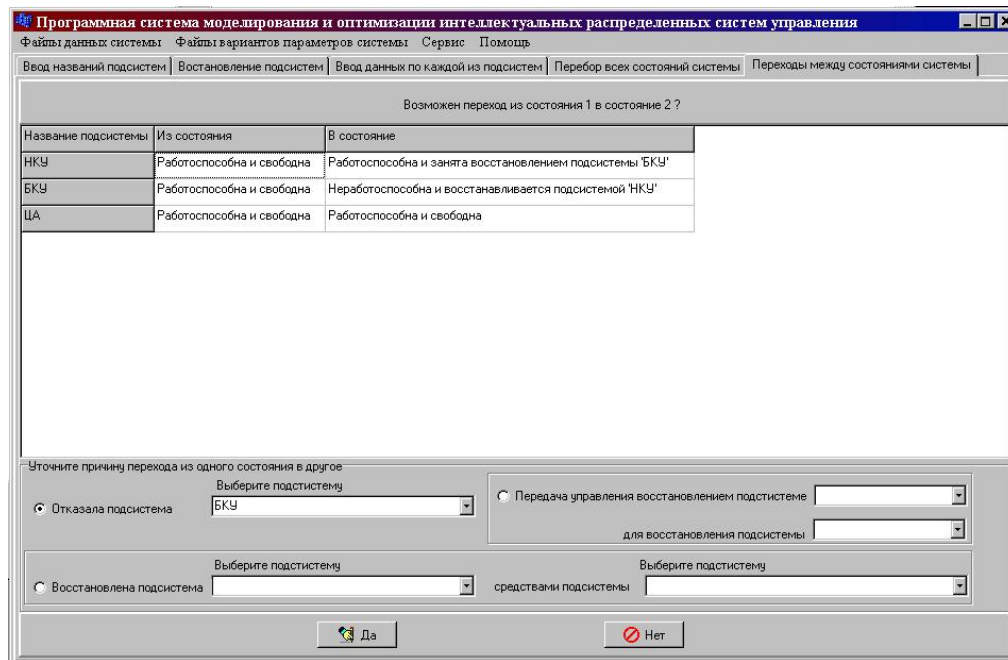 Программная система моделирования и оптимизации интеллектуальных распределенных систем управления
Файлы данных системы Файлы вариантов параметров системы Сервис Помощь
Ввод названий подсистем Востановление подсистем Ввод данных по каждой из подсистем Перебор всех состояний системы Переходы между состояниями системы
Возможен переход из состояния 1 в состояние 2 ?
Название подсистемы Из состояния В состояние
НКУ Работоспособна и свободна Работоспособна и занята восстановлением подсистемы 'БКУ'
БКУ Работоспособна и свободна Неработоспособна и восстанавливается подсистемой 'НКУ'
ЦА Работоспособна и свободна Работоспособна и свободна
Уточните причину перехода из одного состояния в другое
Выберите подстистему
Отказала подсистема БКУ
Передача управления восстановлением подстистеме
для восстановления подсистемы
Выберите подстистему Выберите подстистему
Восстановлена подсистема средствами подсистемы
Да Нет